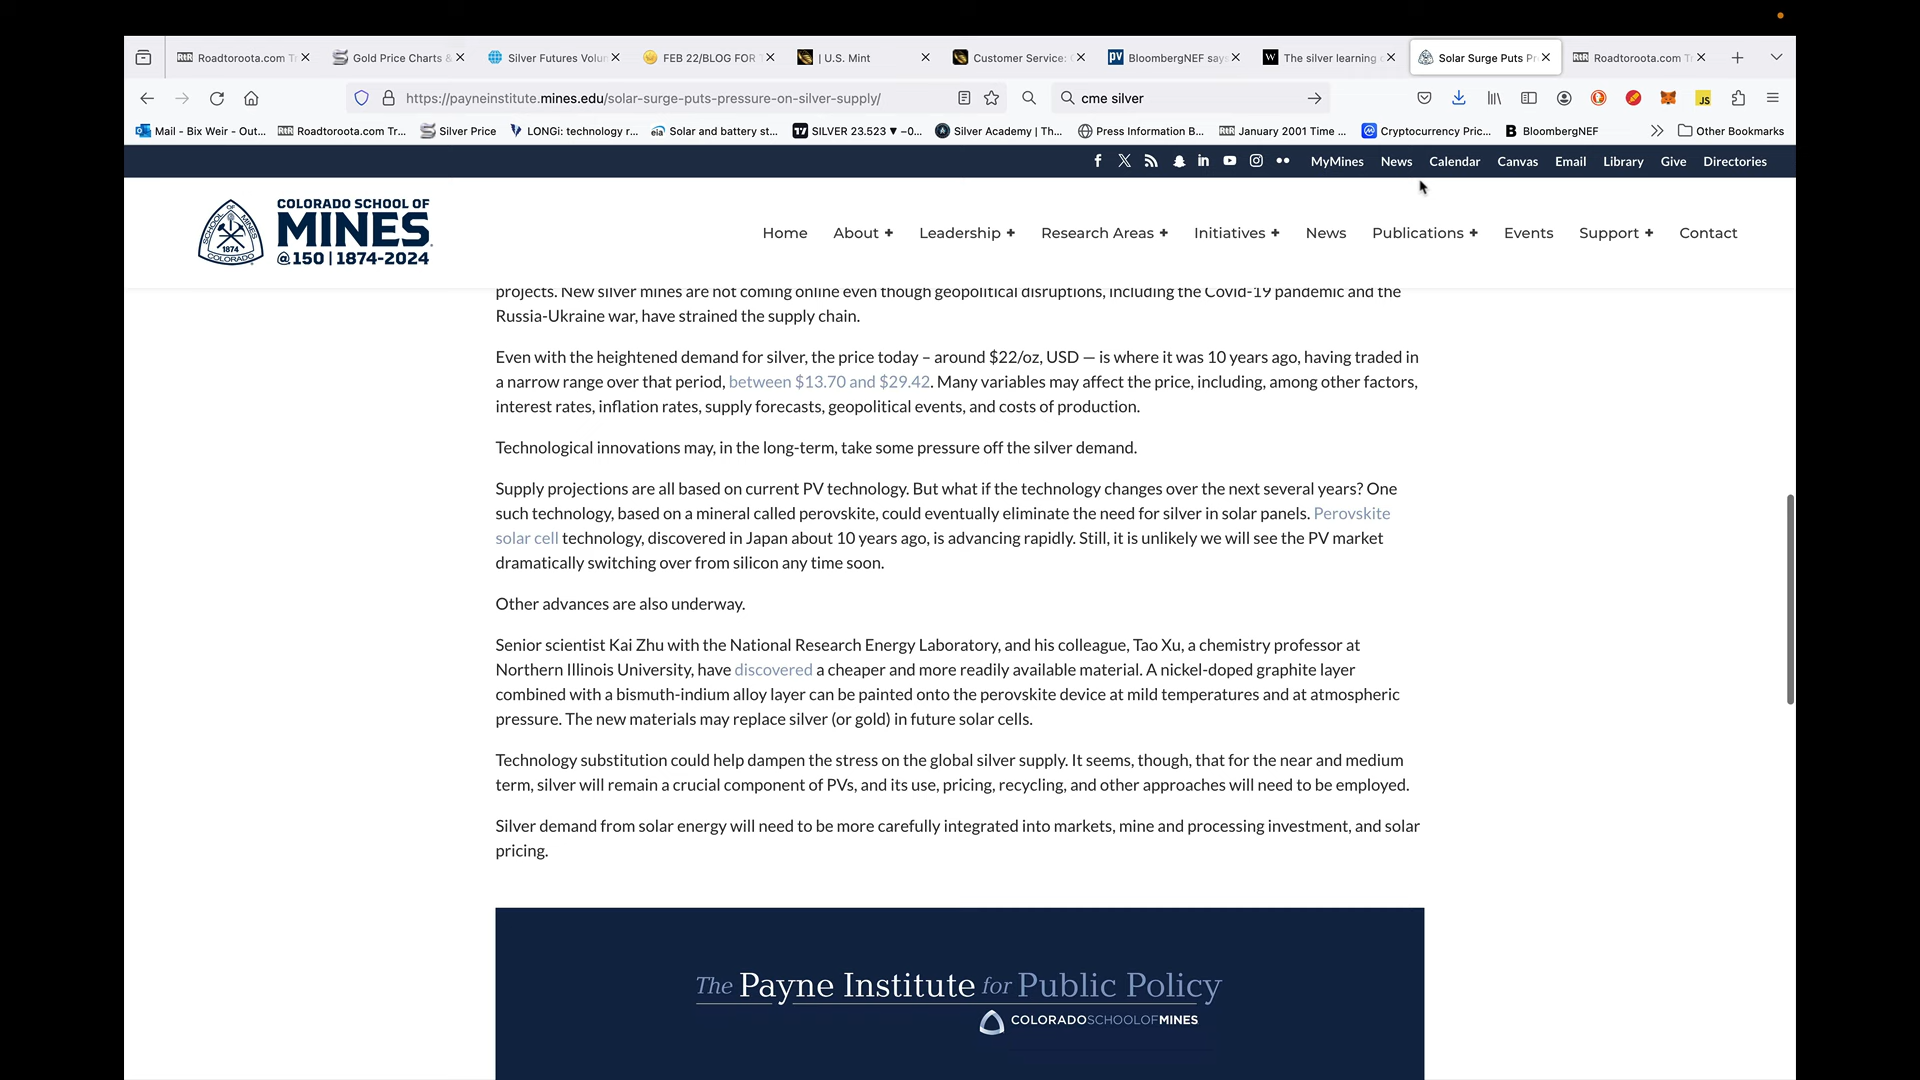 Roadtoroota.com Tr
Gold Price Charts &
Silver Futures Volu
FEB 22/BLOG FOR
| U.S. Mint
Customer Service: C
BloombergNEF say
The silver learning
Solar Surge Puts Pr
Roadtoroota.com Tr
https://payneinstitute.mines.edu/solar-surge-puts-pressure-on-silver-supply/
cme silver
Mail - Bix Weir - Out...
Roadtoroota.com Tr...
Silver Price
LONGi: technology r...
Solar and battery st...
SILVER 23.523 ▼ −0...
Silver Academy | Th...
Press Information B...
January 2001 Time ...
Cryptocurrency Pric...
BloombergNEF
Other Bookmarks
MyMines News Calendar Canvas Email Library Give Directories
COLORADO SCHOOL OF
MINES
@150 | 1874-2024
Home About + Leadership + Research Areas + Initiatives + News Publications + Events Support + Contact
projects. New silver mines are not coming online even though geopolitical disruptions, including the Covid-19 pandemic and the
Russia-Ukraine war, have strained the supply chain.
Even with the heightened demand for silver, the price today – around $22/oz, USD — is where it was 10 years ago, having traded in
a narrow range over that period, between $13.70 and $29.42. Many variables may affect the price, including, among other factors,
interest rates, inflation rates, supply forecasts, geopolitical events, and costs of production.
Technological innovations may, in the long-term, take some pressure off the silver demand.
Supply projections are all based on current PV technology. But what if the technology changes over the next several years? One
such technology, based on a mineral called perovskite, could eventually eliminate the need for silver in solar panels. Perovskite
solar cell technology, discovered in Japan about 10 years ago, is advancing rapidly. Still, it is unlikely we will see the PV market
dramatically switching over from silicon any time soon.
Other advances are also underway.
Senior scientist Kai Zhu with the National Research Energy Laboratory, and his colleague, Tao Xu, a chemistry professor at
Northern Illinois University, have discovered a cheaper and more readily available material. A nickel-doped graphite layer
combined with a bismuth-indium alloy layer can be painted onto the perovskite device at mild temperatures and at atmospheric
pressure. The new materials may replace silver (or gold) in future solar cells.
Technology substitution could help dampen the stress on the global silver supply. It seems, though, that for the near and medium
term, silver will remain a crucial component of PVs, and its use, pricing, recycling, and other approaches will need to be employed.
Silver demand from solar energy will need to be more carefully integrated into markets, mine and processing investment, and solar
pricing.
The Payne Institute for Public Policy
COLORADOSCHOOLOFMINES